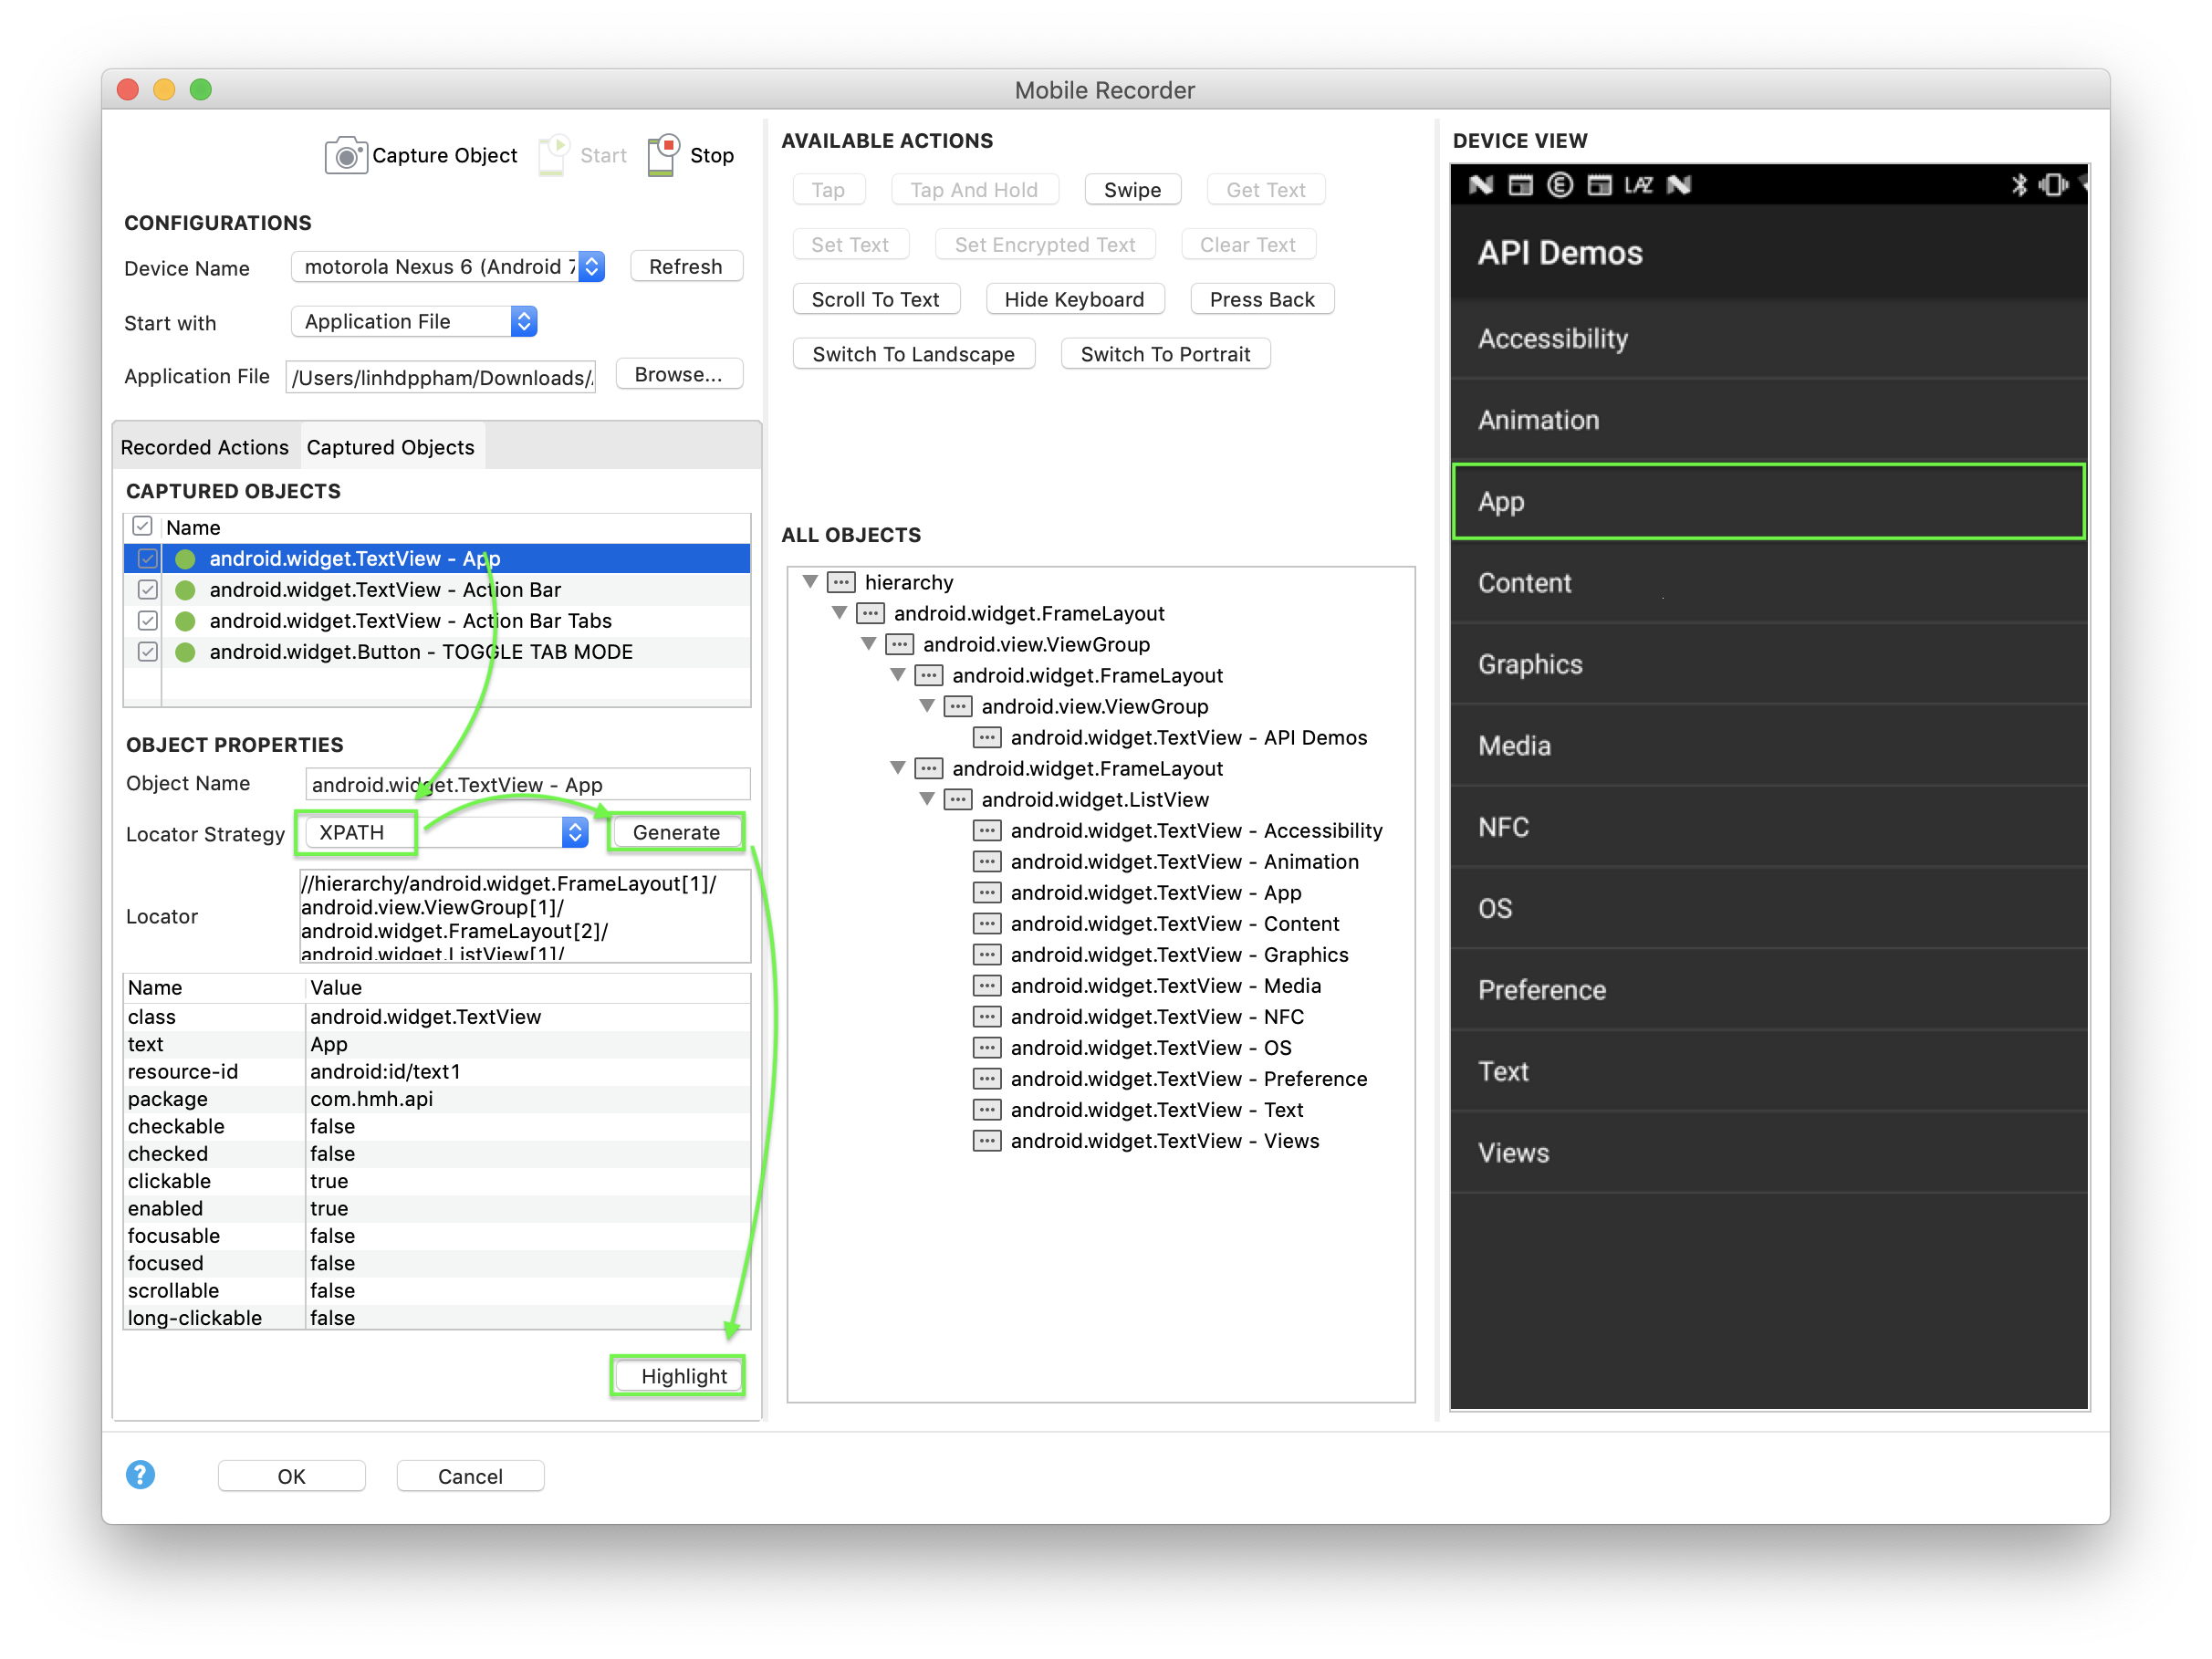 Mobile Recorder
Capture Object
Start
Stop
CONFIGURATIONS
Device Name
motorola Nexus 6 (Android 7
Refresh
Start with
Application File
Application File
/Users/linhdppham/Downloads/
Browse...
Recorded Actions
Captured Objects
CAPTURED OBJECTS
Name
android.widget.TextView - App
android.widget.TextView - Action Bar
android.widget.TextView - Action Bar Tabs
android.widget.Button - TOGGLE TAB MODE
OBJECT PROPERTIES
Object Name
android.widget.TextView - App
Locator Strategy
XPATH
Generate
Locator
//hierarchy/android.widget.FrameLayout[1]/
android.view.ViewGroup[1]/
android.widget.FrameLayout[2]/
android.widget.ListView[1]/
Name Value
class android.widget.TextView
text App
resource-id android:id/text1
package com.hmh.api
checkable false
checked false
clickable true
enabled true
focusable false
focused false
scrollable false
long-clickable false
Highlight
? OK Cancel
AVAILABLE ACTIONS
Tap
Tap And Hold
Swipe
Get Text
Set Text
Set Encrypted Text
Clear Text
Scroll To Text
Hide Keyboard
Press Back
Switch To Landscape
Switch To Portrait
ALL OBJECTS
hierarchy
android.widget.FrameLayout
android.view.ViewGroup
android.widget.FrameLayout
android.view.ViewGroup
android.widget.TextView - API Demos
android.widget.FrameLayout
android.widget.ListView
android.widget.TextView - Accessibility
android.widget.TextView - Animation
android.widget.TextView - App
android.widget.TextView - Content
android.widget.TextView - Graphics
android.widget.TextView - Media
android.widget.TextView - NFC
android.widget.TextView - OS
android.widget.TextView - Preference
android.widget.TextView - Text
android.widget.TextView - Views
DEVICE VIEW
LAZ
API Demos
Accessibility
Animation
App
Content
Graphics
Media
NFC
OS
Preference
Text
Views